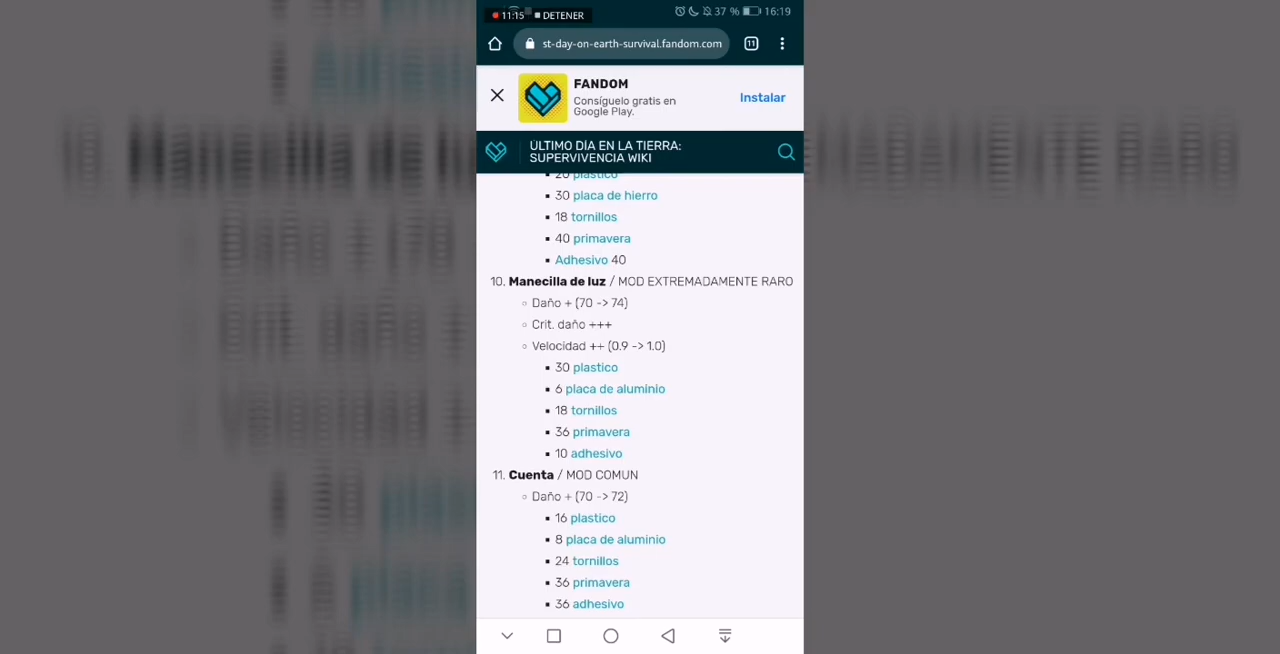 11:15 DETENER
37 % 16:19
st-day-on-earth-survival.fandom.com
11
FANDOM
Consíguelo gratis en
Google Play.
Instalar
ÚLTIMO DÍA EN LA TIERRA:
SUPERVIVENCIA WIKI
20 plastico
30 placa de hierro
18 tornillos
40 primavera
Adhesivo 40
10. Manecilla de luz / MOD EXTREMADAMENTE RARO
Daño + (70 -> 74)
Crit. daño +++
Velocidad ++ (0.9 -> 1.0)
30 plastico
6 placa de aluminio
18 tornillos
36 primavera
10 adhesivo
11. Cuenta / MOD COMUN
Daño + (70 -> 72)
16 plastico
8 placa de aluminio
24 tornillos
36 primavera
36 adhesivo